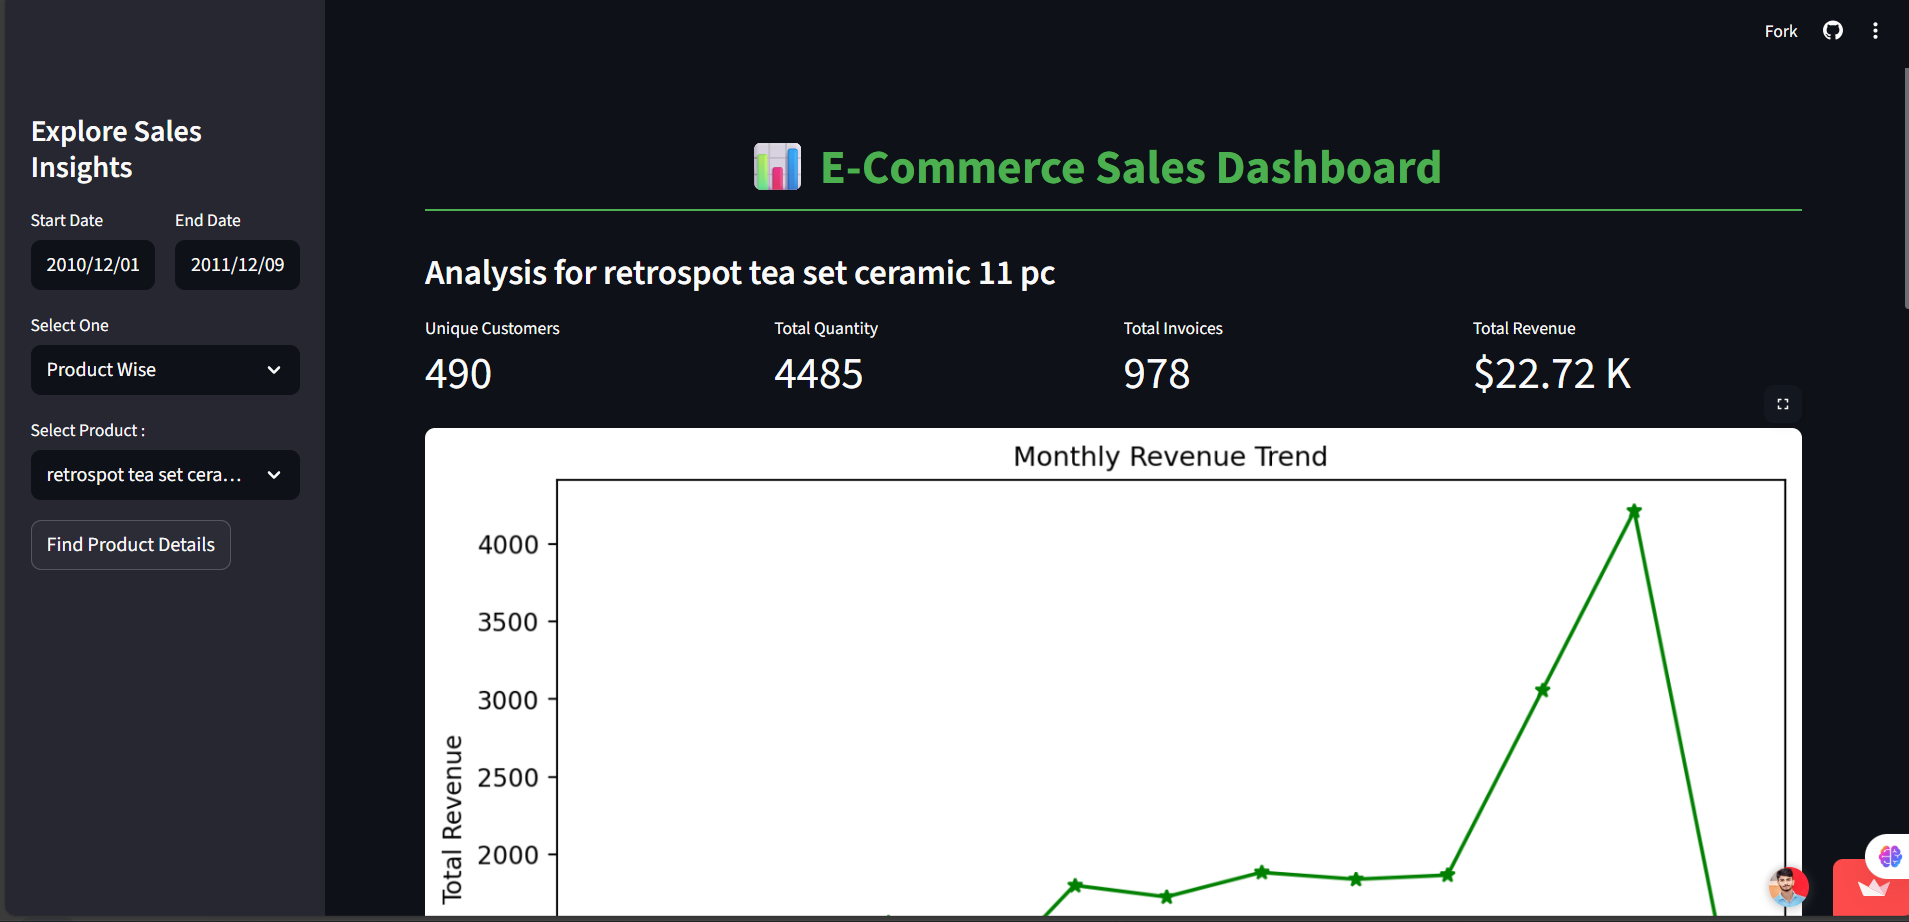 Fork
Explore Sales
Insights
Start Date
End Date
2010/12/01
2011/12/09
Select One
Product Wise
Select Product :
retrospot tea set cera...
Find Product Details
E-Commerce Sales Dashboard
Analysis for retrospot tea set ceramic 11 pc
Unique Customers
490
Total Quantity
4485
Total Invoices
978
Total Revenue
$22.72 K
Monthly Revenue Trend
4000
3500
3000
2500
2000
Total Revenue